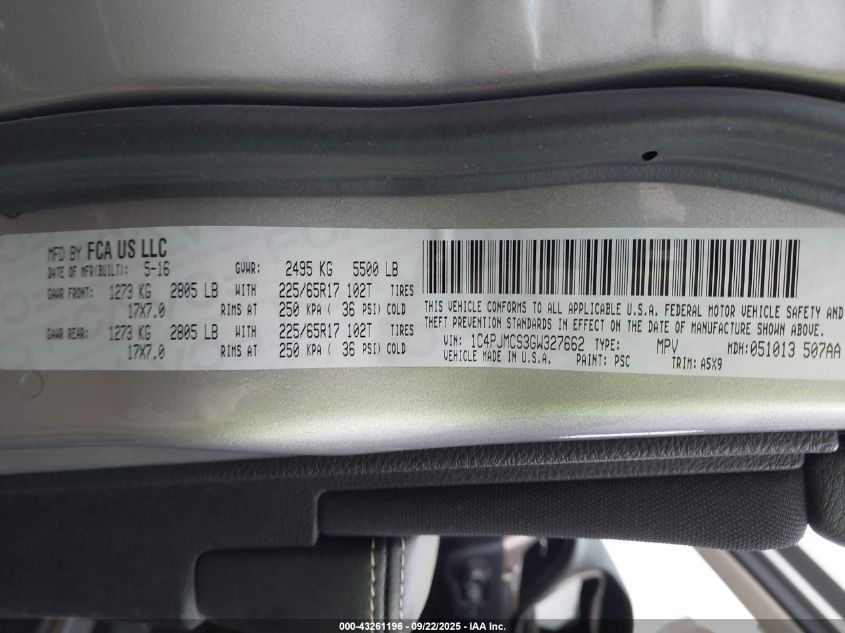 MFD BY FCA US LLC
DATE OF MFR(BUILT): 5-16 GVWR: 2495 KG 5500 LB
GAWR FRONT: 1273 KG 2805 LB WITH 225/65R17 102T TIRES
17X7.0 RIMS AT 250 KPA ( 36 PSI) COLD
GAWR REAR: 1273 KG 2805 LB WITH 225/65R17 102T TIRES
17X7.0 RIMS AT 250 KPA ( 36 PSI) COLD
THIS VEHICLE CONFORMS TO ALL APPLICABLE U.S.A. FEDERAL MOTOR VEHICLE SAFETY AND
THEFT PREVENTION STANDARDS IN EFFECT ON THE DATE OF MANUFACTURE SHOWN ABOVE.
VIN: 1C4PJMCS3GW327662 TYPE: MPV MDH:051013 507AA
VEHICLE MADE IN U.S.A. PAINT: PSC TRIM: A5X9
000-43261196 - 09/22/2025 - IAA Inc.